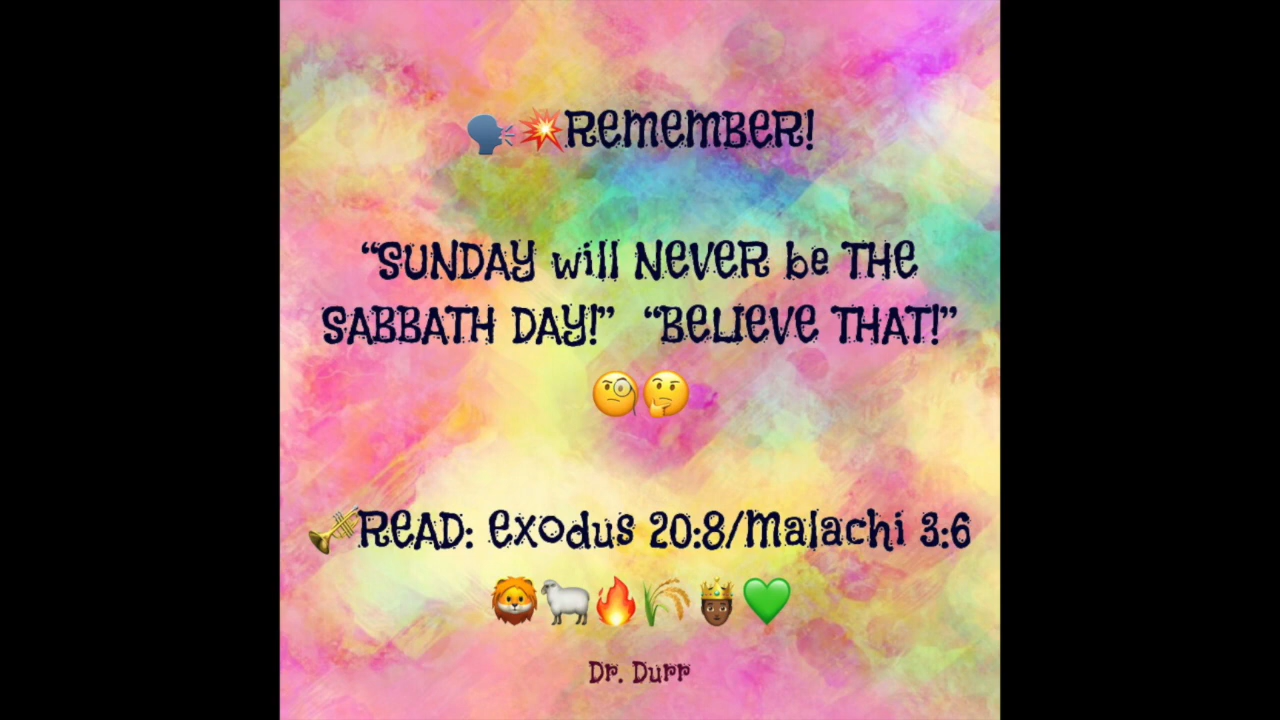 🗣️💥REMEMBER!
“SUNDAY will NEVER be THE
SABBATH DAY!” “BELIEVE THAT!”
🧐🤔
🎺READ: Exodus 20:8/Malachi 3:6
🦁🐑🔥🌾🤴🏾💚
Dr. Durr